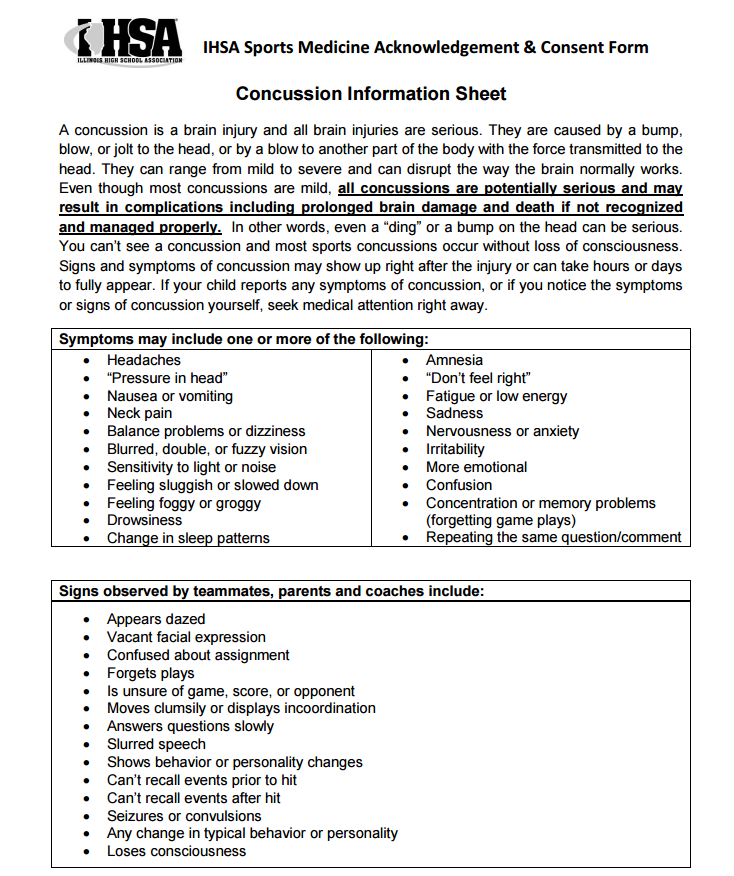 IHSA
ILLINOIS HIGH SCHOOL ASSOCIATION
IHSA Sports Medicine Acknowledgement & Consent Form
Concussion Information Sheet
A concussion is a brain injury and all brain injuries are serious. They are caused by a bump,
blow, or jolt to the head, or by a blow to another part of the body with the force transmitted to the
head. They can range from mild to severe and can disrupt the way the brain normally works.
Even though most concussions are mild, all concussions are potentially serious and may
result in complications including prolonged brain damage and death if not recognized
and managed properly. In other words, even a “ding” or a bump on the head can be serious.
You can’t see a concussion and most sports concussions occur without loss of consciousness.
Signs and symptoms of concussion may show up right after the injury or can take hours or days
to fully appear. If your child reports any symptoms of concussion, or if you notice the symptoms
or signs of concussion yourself, seek medical attention right away.
Symptoms may include one or more of the following:
• Headaches
• “Pressure in head”
• Nausea or vomiting
• Neck pain
• Balance problems or dizziness
• Blurred, double, or fuzzy vision
• Sensitivity to light or noise
• Feeling sluggish or slowed down
• Feeling foggy or groggy
• Drowsiness
• Change in sleep patterns
• Amnesia
• “Don’t feel right”
• Fatigue or low energy
• Sadness
• Nervousness or anxiety
• Irritability
• More emotional
• Confusion
• Concentration or memory problems
(forgetting game plays)
• Repeating the same question/comment
Signs observed by teammates, parents and coaches include:
• Appears dazed
• Vacant facial expression
• Confused about assignment
• Forgets plays
• Is unsure of game, score, or opponent
• Moves clumsily or displays incoordination
• Answers questions slowly
• Slurred speech
• Shows behavior or personality changes
• Can’t recall events prior to hit
• Can’t recall events after hit
• Seizures or convulsions
• Any change in typical behavior or personality
• Loses consciousness